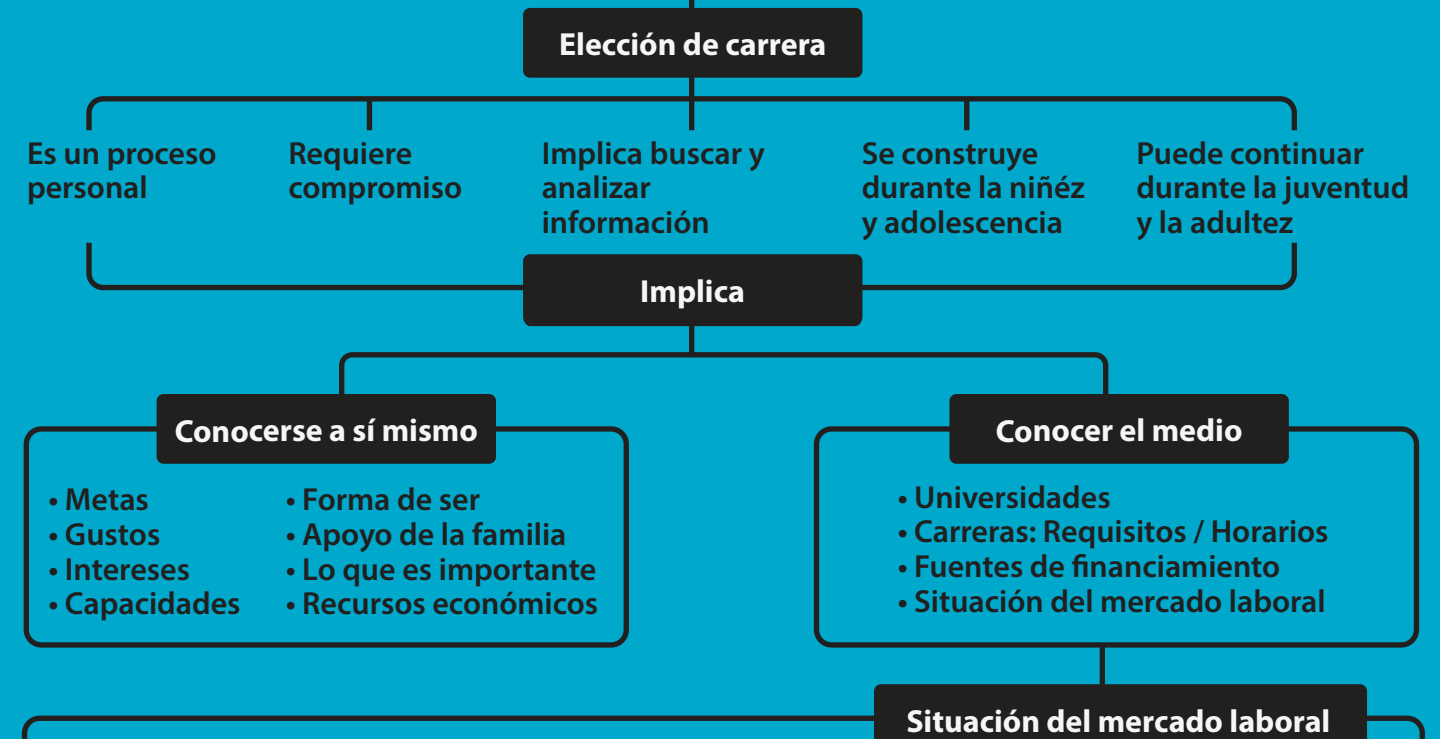 Elección de carrera
Es un proceso
personal
Requiere
compromiso
Implica buscar y
analizar
información
Se construye
durante la niñéz
y adolescencia
Puede continuar
durante la juventud
y la adultez
Implica
Conocerse a sí mismo
• Metas
• Gustos
• Intereses
• Capacidades
• Forma de ser
• Apoyo de la familia
• Lo que es importante
• Recursos económicos
Conocer el medio
• Universidades
• Carreras: Requisitos / Horarios
• Fuentes de financiamiento
• Situación del mercado laboral
Situación del mercado laboral